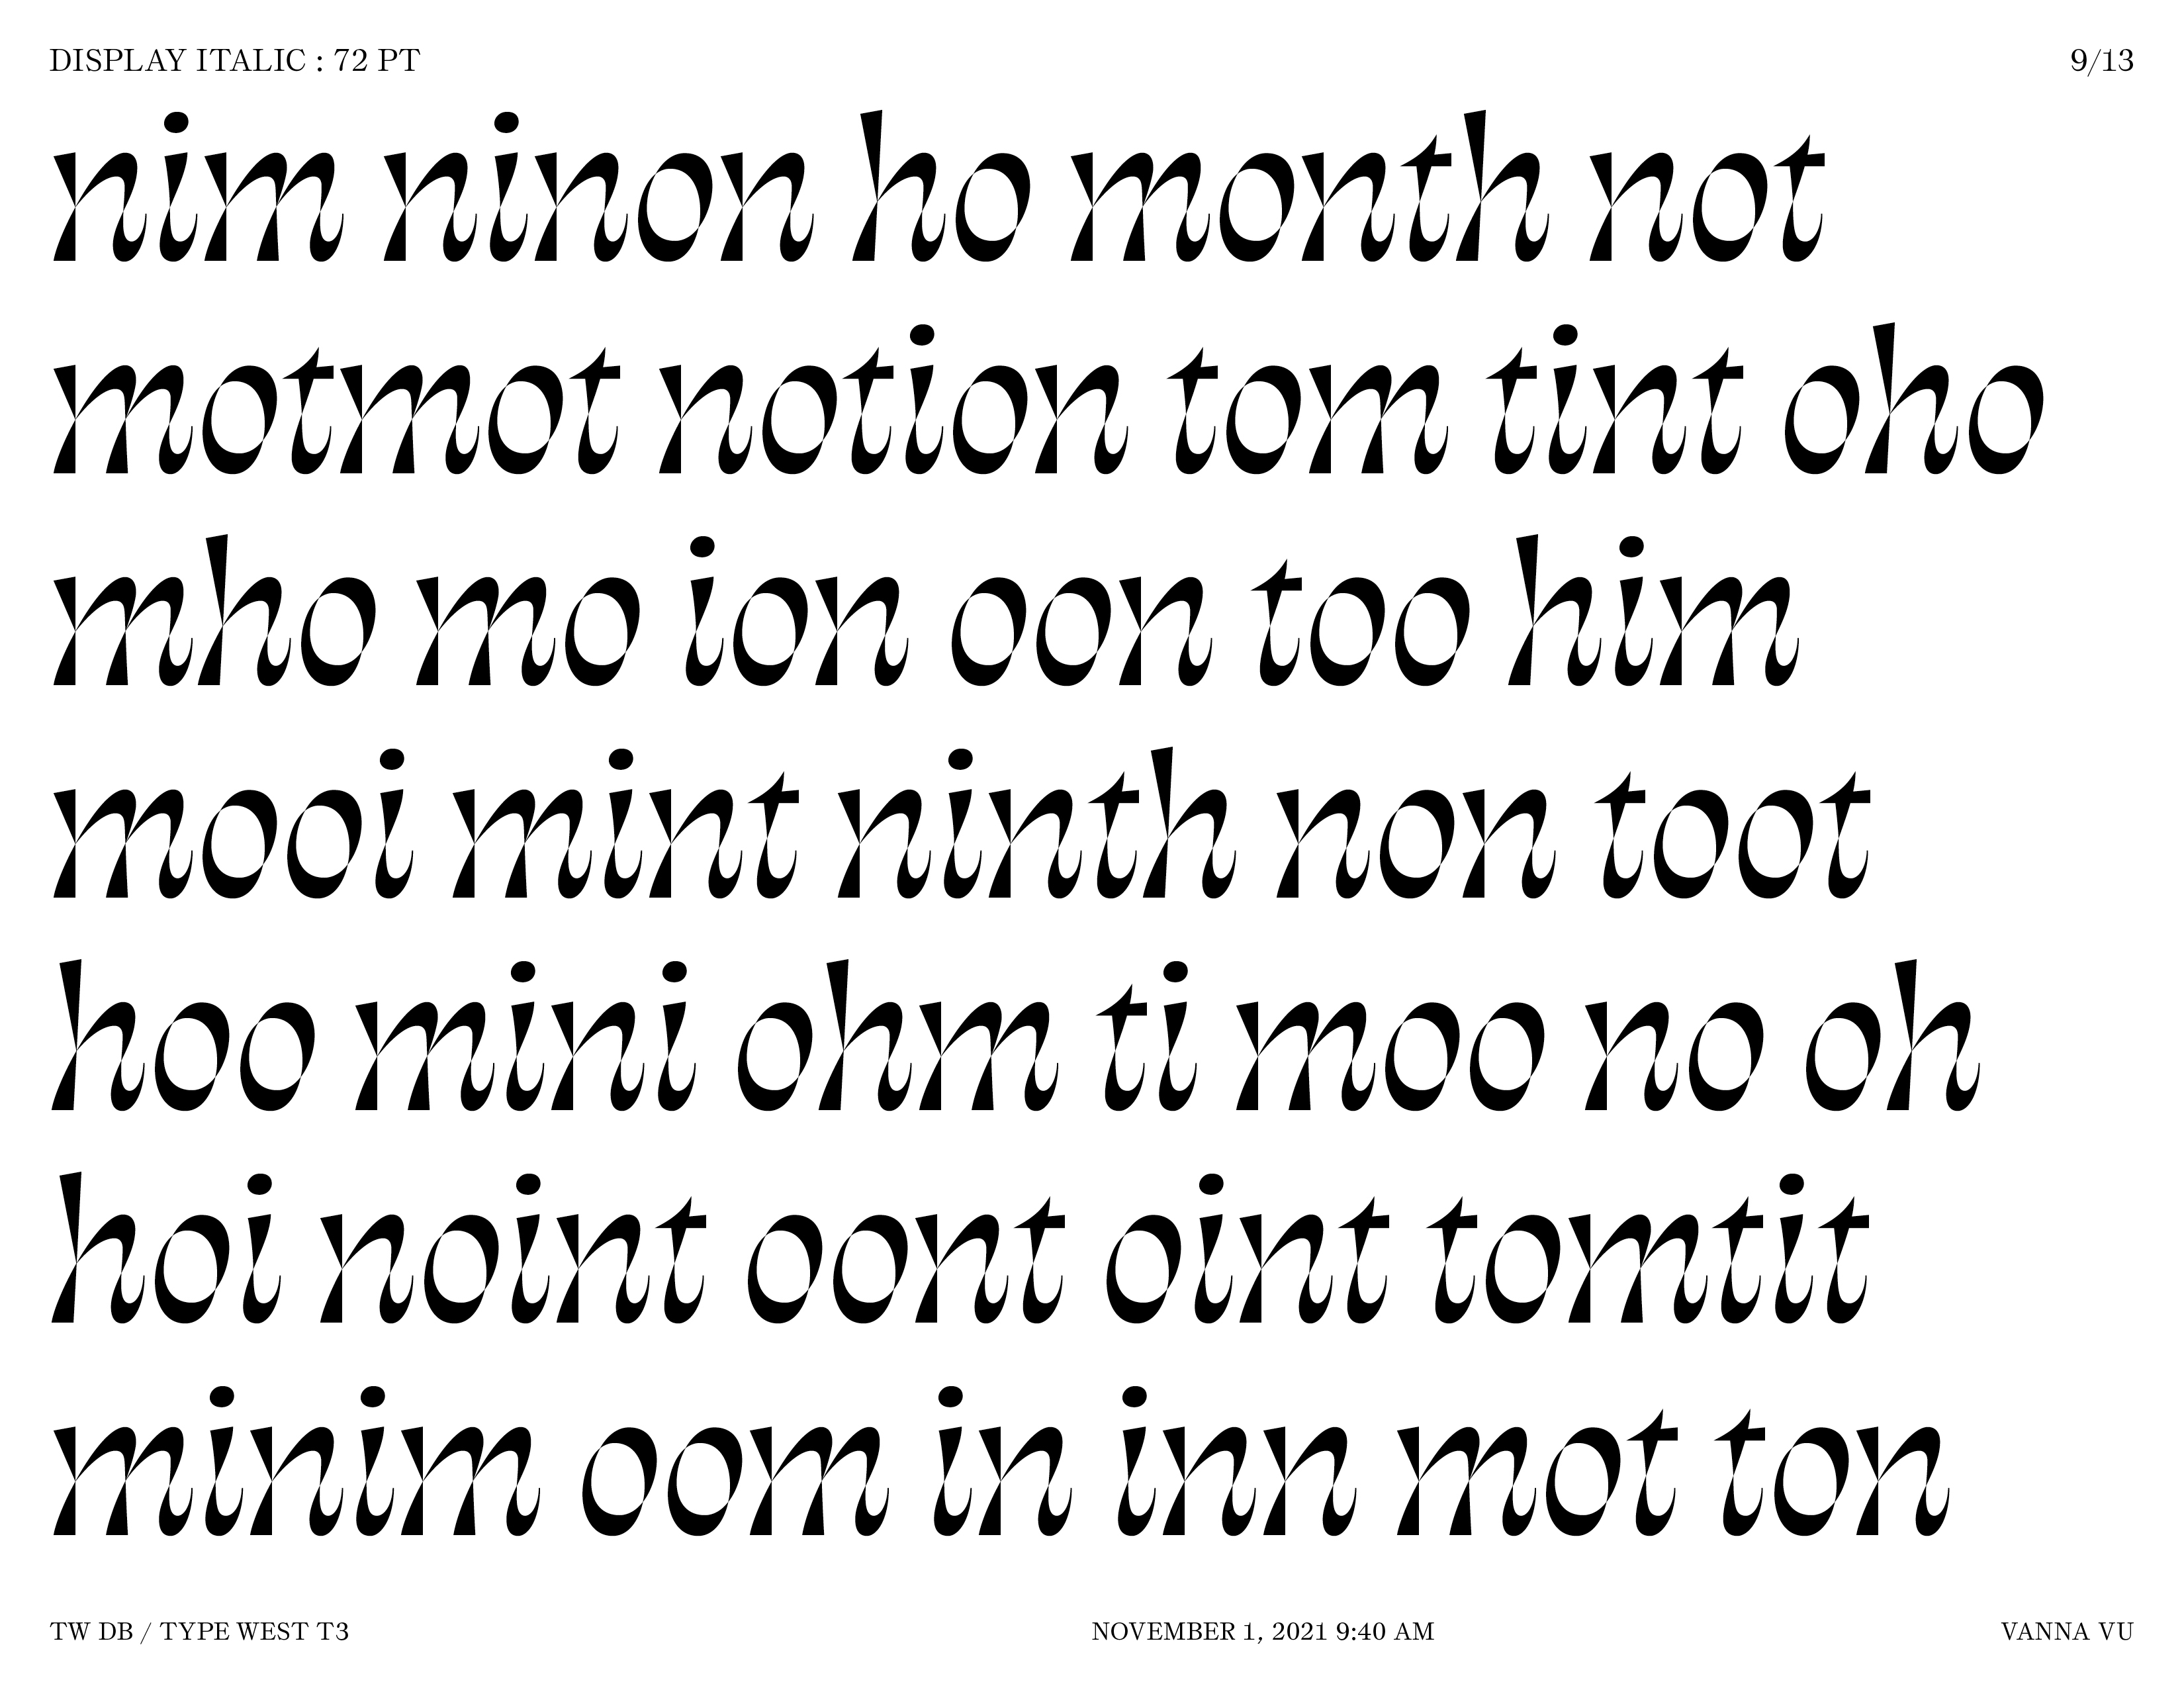 DISPLAY ITALIC : 72 PT 9/13
nim ninon ho month not
motmot notion tom tint oho
mho mo ion oon too him
mooi mint ninth non toot
hoo mini ohm ti moo no oh
hoi noint oont oint tomtit
minim oom in inn mot ton
TW DB / TYPE WEST T3 NOVEMBER 1, 2021 9:40 AM VANNA VU